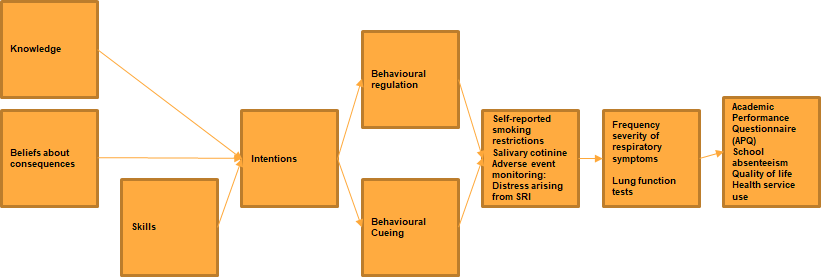 Knowledge
Beliefs about
consequences
Skills
Intentions
Behavioural
regulation
Behavioural
Cueing
Self-reported
smoking
restrictions
Salivary cotinine
Adverse event
monitoring:
Distress arising
from SRI
Frequency
severity of
respiratory
symptoms
Lung function
tests
Academic
Performance
Questionnaire
(APQ)
School
absenteeism
Quality of life
Health service
use